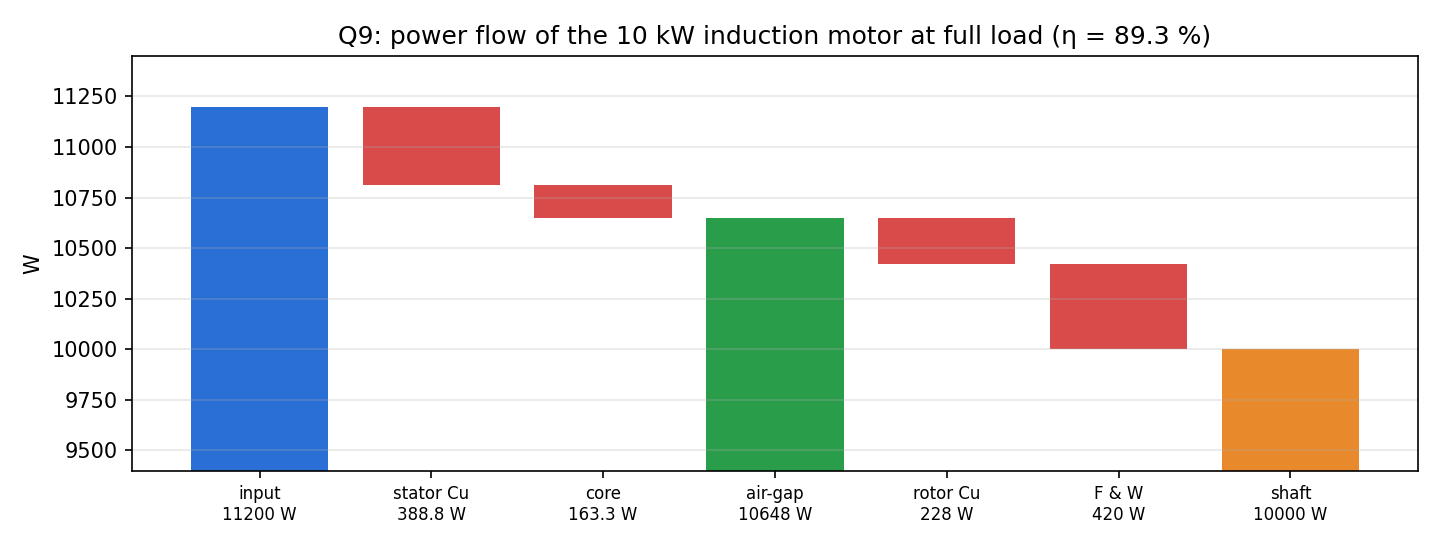 Q9: power flow of the 10 kW induction motor at full load (η = 89.3 %)
W
11250
11000
10750
10500
10250
10000
9750
9500
input
11200 W
stator Cu
388.8 W
core
163.3 W
air-gap
10648 W
rotor Cu
228 W
F & W
420 W
shaft
10000 W